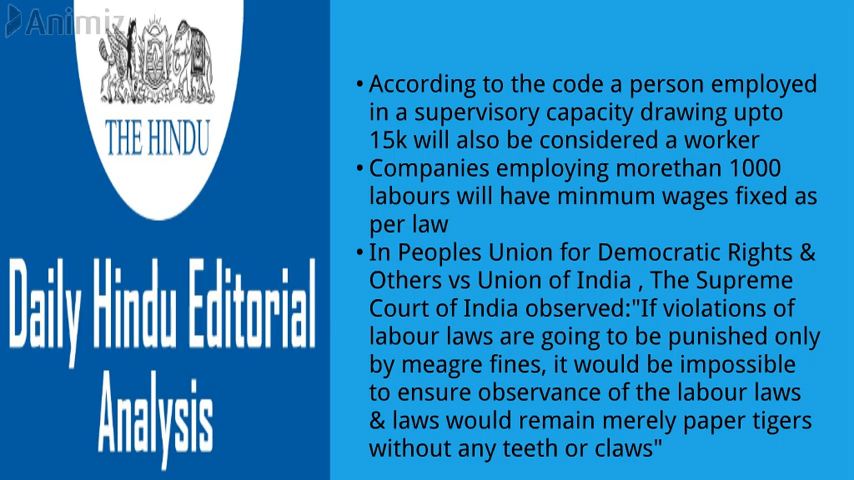 Animiz
THE HINDU
Daily Hindu Editorial
Analysis
• According to the code a person employed
in a supervisory capacity drawing upto
15k will also be considered a worker
• Companies employing morethan 1000
labours will have minmum wages fixed as
per law
• In Peoples Union for Democratic Rights &
Others vs Union of India , The Supreme
Court of India observed:"If violations of
labour laws are going to be punished only
by meagre fines, it would be impossible
to ensure observance of the labour laws
& laws would remain merely paper tigers
without any teeth or claws"